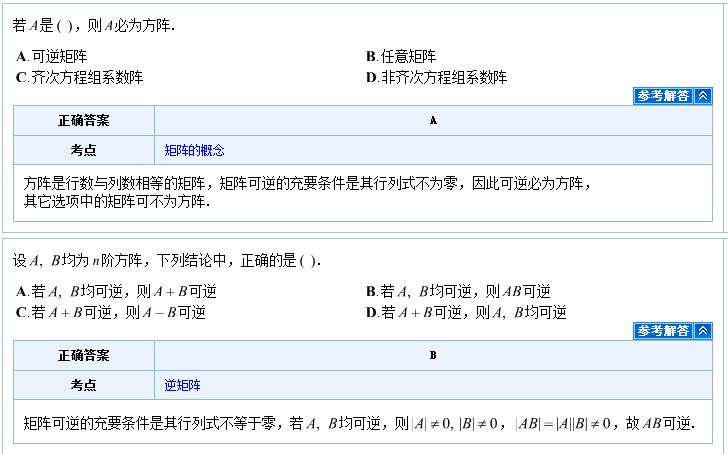 若 A是 ( )，则 A必为方阵.
A.可逆矩阵 B.任意矩阵
C.齐次方程组系数阵 D.非齐次方程组系数阵
参考解答
正确答案 A
考点 矩阵的概念
方阵是行数与列数相等的矩阵，矩阵可逆的充要条件是其行列式不为零，因此可逆必为方阵，
其它选项中的矩阵可不为方阵.
设 A, B均为 n阶方阵，下列结论中，正确的是 ( ).
A.若 A, B均可逆，则 A+B可逆 B.若 A, B均可逆，则 AB可逆
C.若 A+B可逆，则 A−B可逆 D.若 A+B可逆，则 A, B均可逆
参考解答
正确答案 B
考点 逆矩阵
矩阵可逆的充要条件是其行列式不等于零，若 A, B均可逆，则 |A|≠0, |B|≠0，|AB|=|A||B|≠0，故 AB可逆.